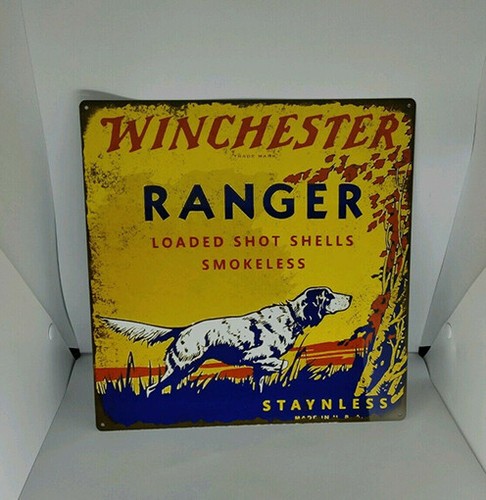 WINCHESTER
TRADE MARK
RANGER
LOADED SHOT SHELLS
SMOKELESS
STAYNLESS
MADE IN U.S.A.